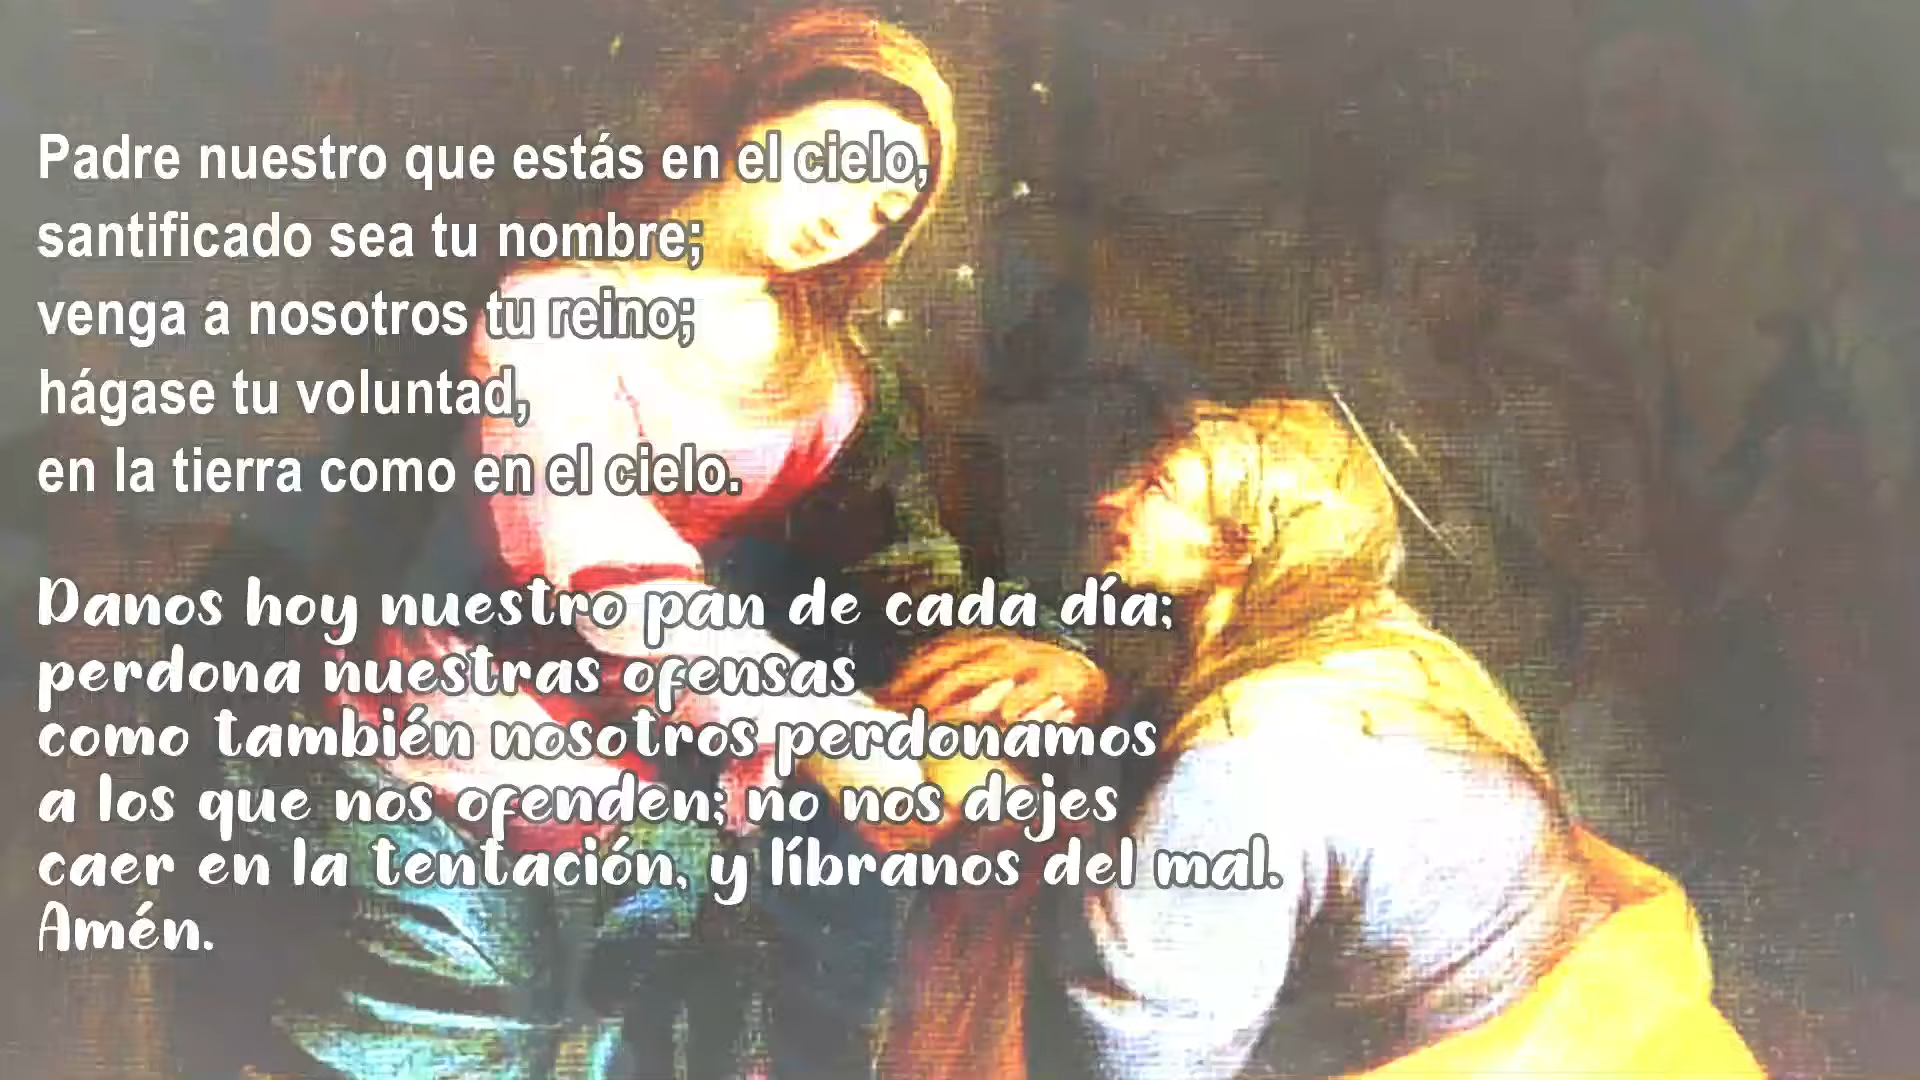 Padre nuestro que estás en el cielo,
santificado sea tu nombre;
venga a nosotros tu reino;
hágase tu voluntad,
en la tierra como en el cielo.
Danos hoy nuestro pan de cada día;
perdona nuestras ofensas
como también nosotros perdonamos
a los que nos ofenden; no nos dejes
caer en la tentación, y líbranos del mal.
Amén.